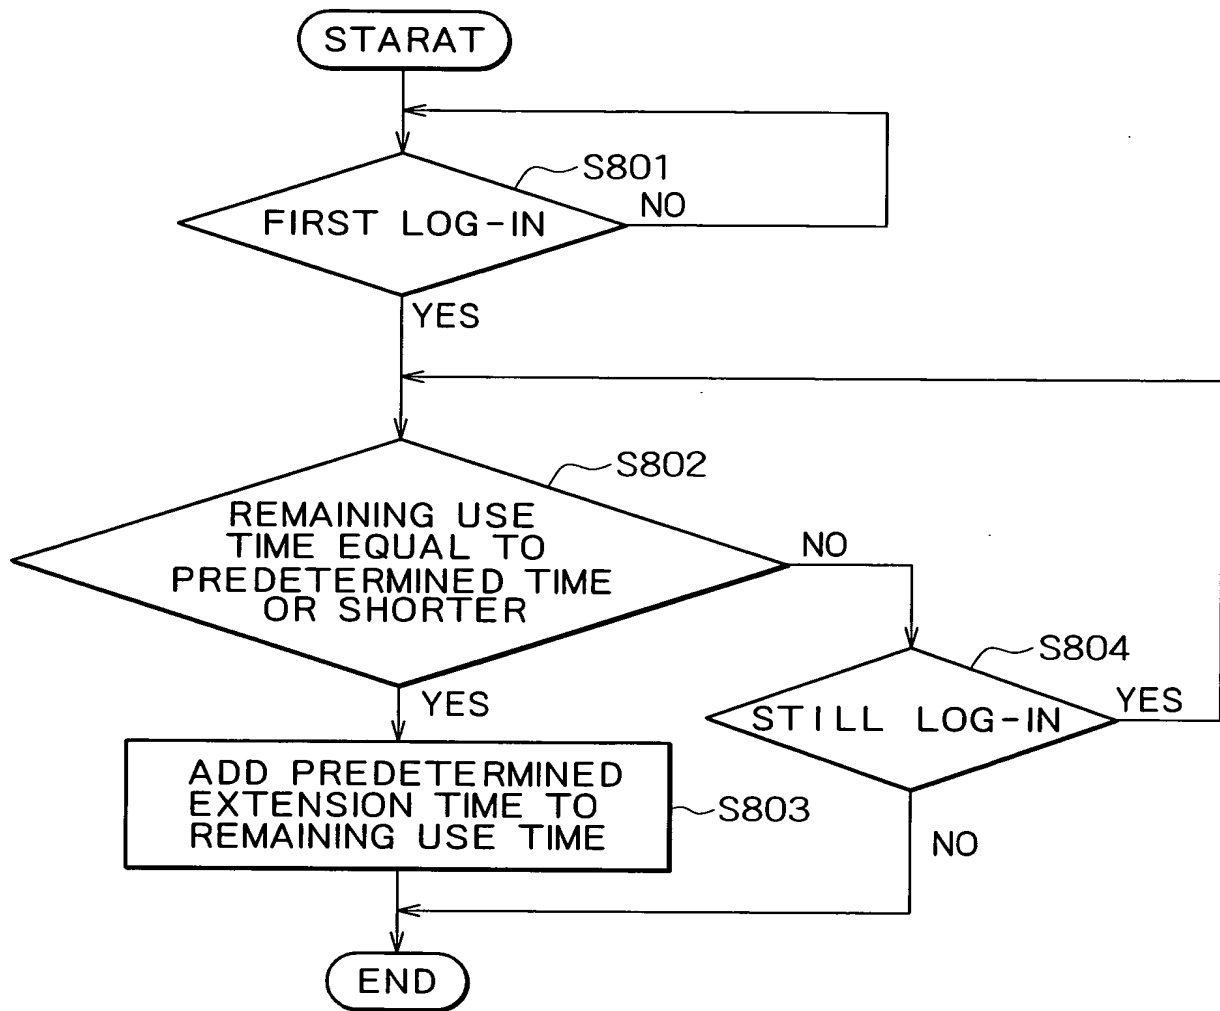 STARAT
S801
FIRST LOG-IN
NO
YES
S802
REMAINING USE
TIME EQUAL TO
PREDETERMINED TIME
OR SHORTER
NO
S804
YES
STILL LOG-IN
YES
ADD PREDETERMINED
EXTENSION TIME TO
REMAINING USE TIME
S803
NO
END